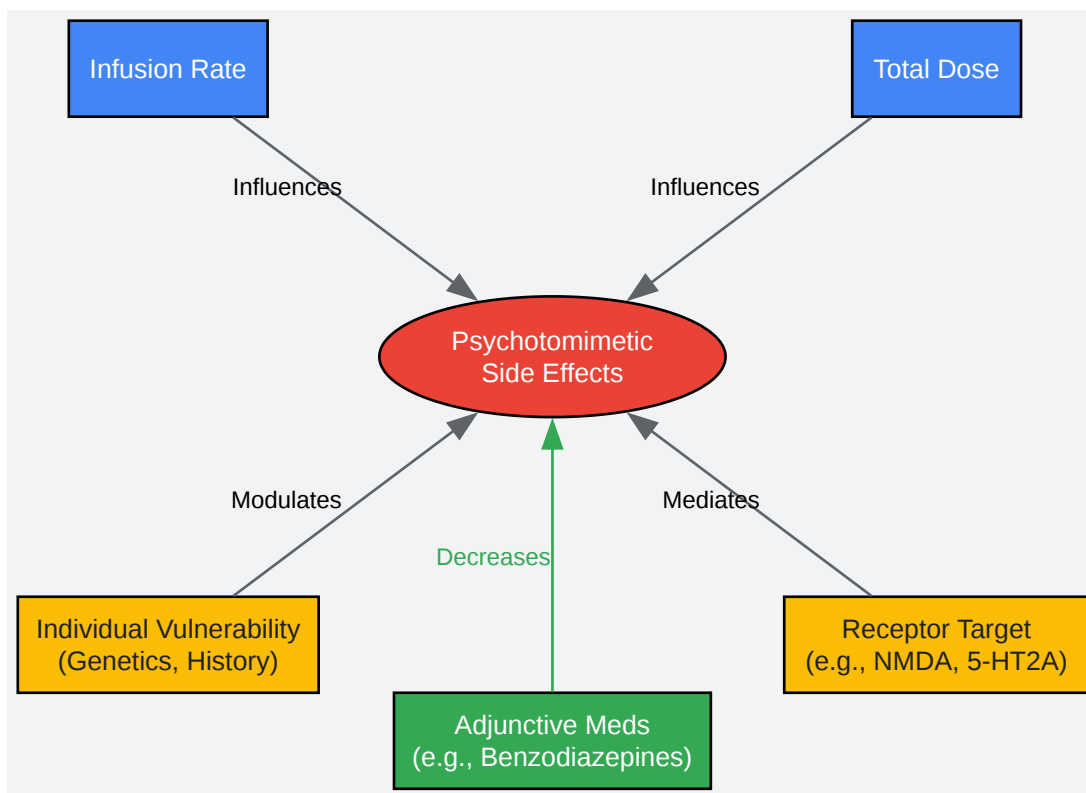 Infusion Rate
Total Dose
Influences
Influences
Psychotomimetic
Side Effects
Modulates
Mediates
Decreases
Individual Vulnerability
(Genetics, History)
Receptor Target
(e.g., NMDA, 5-HT2A)
Adjunctive Meds
(e.g., Benzodiazepines)